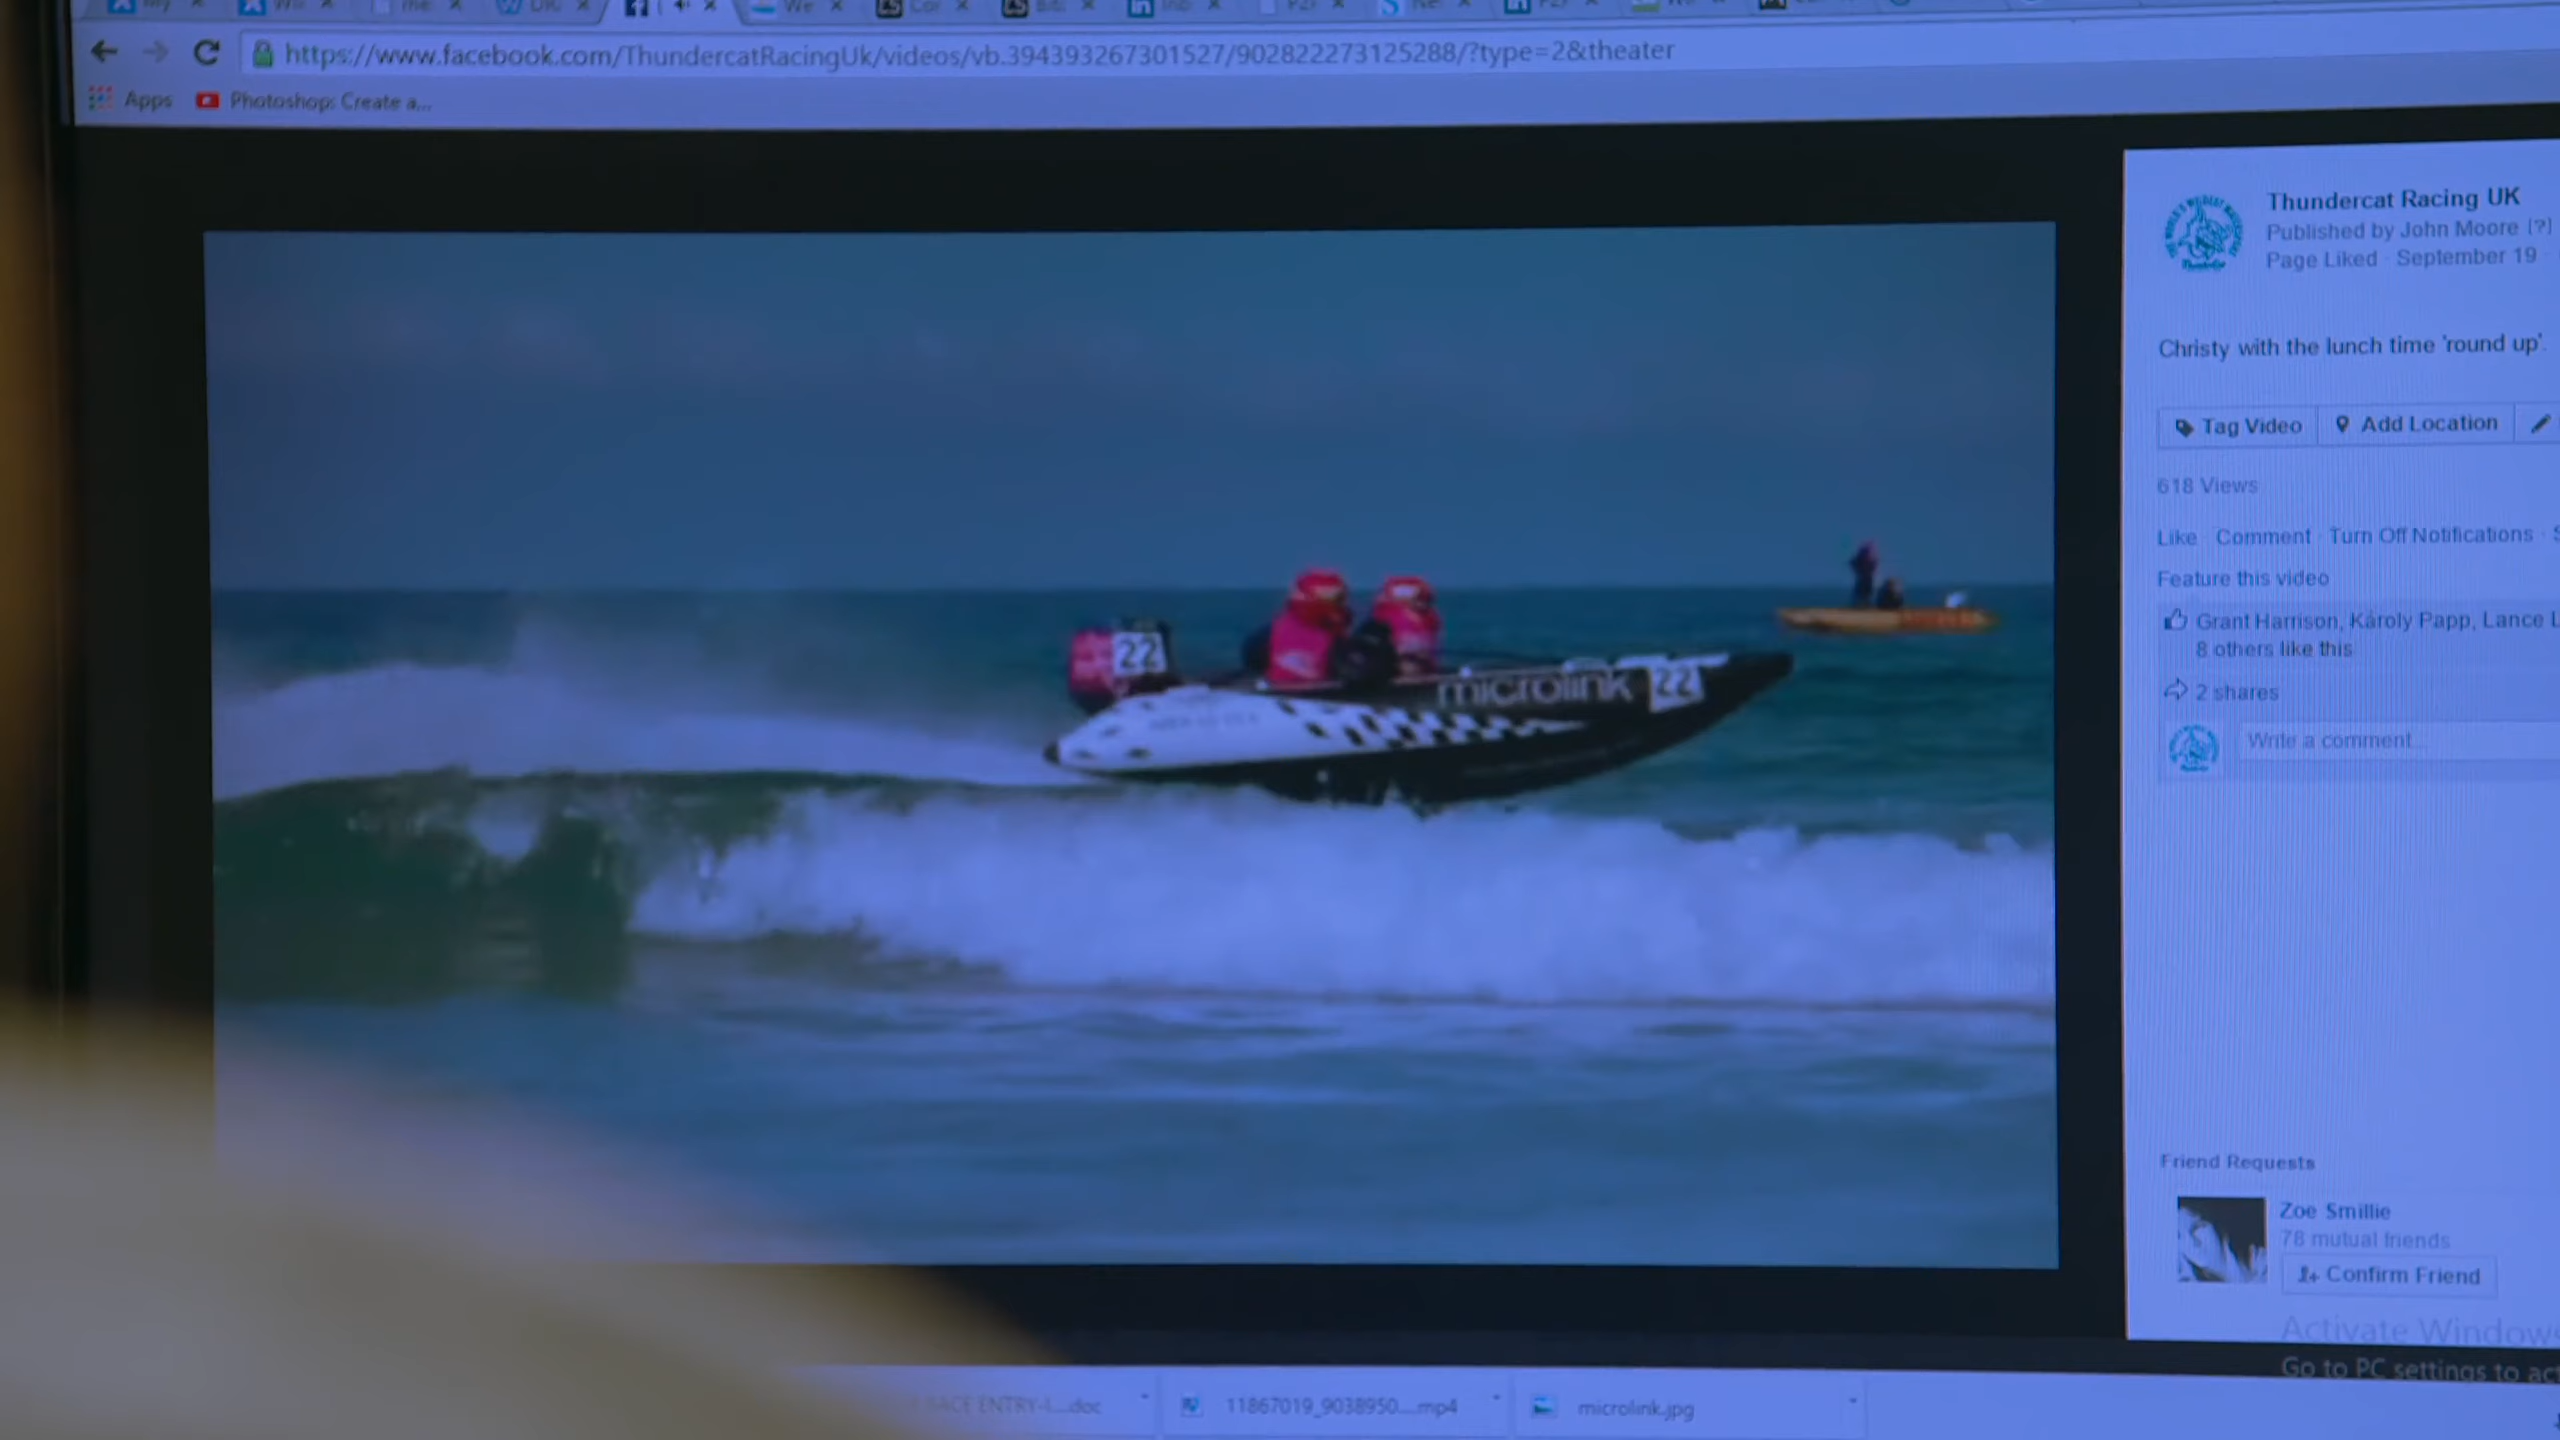 https://www.facebook.com/ThundercatRacingUk/videos/vb.394393267301527/902822273125288/?type=2&theater
Apps
Photoshop: Create a...
Thundercat Racing UK
Published by John Moore [?]
Page Liked · September 19
Christy with the lunch time 'round up'.
Tag Video
Add Location
618 Views
Like · Comment · Turn Off Notifications ·
Feature this video
Grant Harrison, Károly Papp, Lance
8 others like this
2 shares
Write a comment...
22
microlink 22
Friend Requests
Zoe Smillie
78 mutual friends
Confirm Friend
Activate Windows
Go to PC settings to
ENTRY-L....doc
11867019_9038950....mp4
microlink.jpg